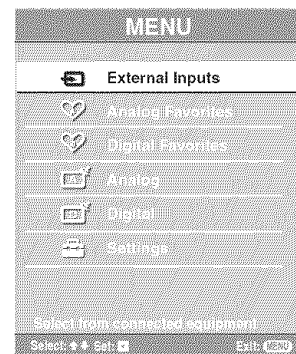 MENU
External Inputs
Analog Favorites
Digital Favorites
Analog
Digital
Settings
Select from connected equipment
Select: Set: Exit: MENU